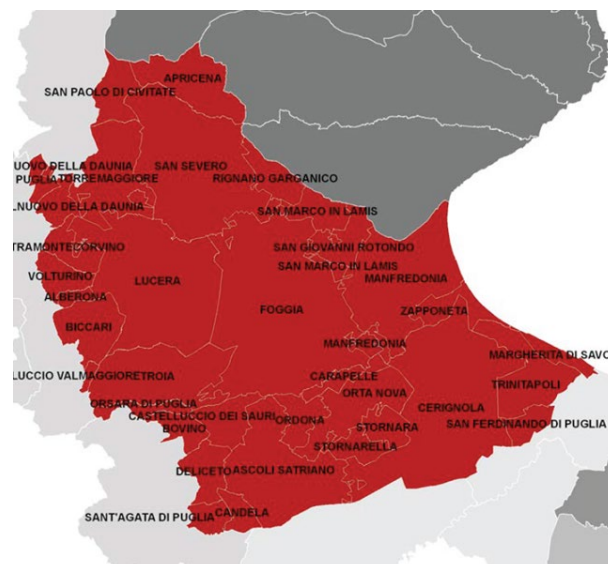 APRICENA
SAN PAOLO DI CIVITATE
UOVO DELLA DAUNIA
SAN SEVERO
PUGLIA
TORREMAGGIORE
RIGNANO GARGANICO
LNUOVO DELLA DAUNIA
SAN MARCO IN LAMIS
TRAMONTECORVINO
SAN GIOVANNI ROTONDO
SAN MARCO IN LAMIS
VOLTURINO
LUCERA
MANFREDONIA
ALBERONA
FOGGIA
ZAPPONETA
BICCARI
MANFREDONIA
MARGHERITA DI SAVO
LUCCIO VALMAGGIORE
TROIA
CARAPELLE
TRINITAPOLI
ORTA NOVA
ORSARA DI PUGLIA
CERIGNOLA
CASTELLUCCIO DEI SAURI
ORDONA
SAN FERDINANDO DI PUGLIA
BOVINO
STORNARA
STORNARELLA
DELICETO
ASCOLI SATRIANO
SANT'AGATA DI PUGLIA
CANDELA